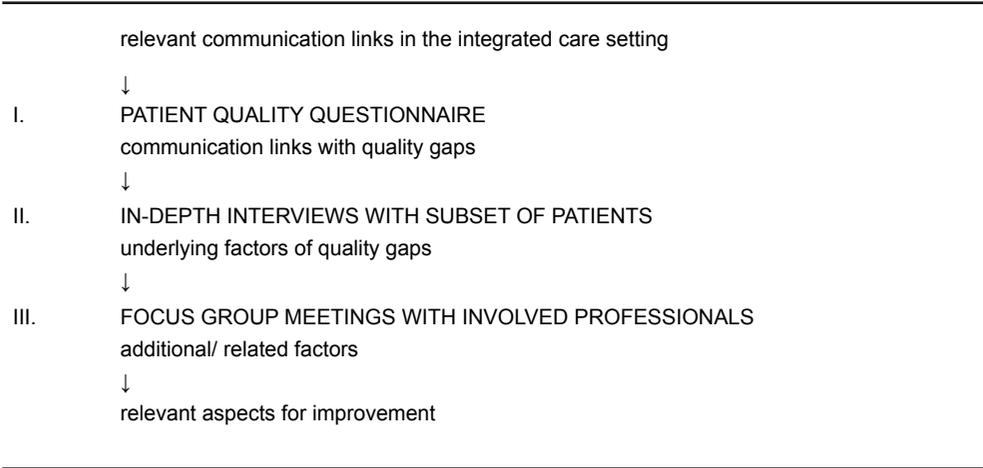 relevant communication links in the integrated care setting
↓
I. PATIENT QUALITY QUESTIONNAIRE
communication links with quality gaps
↓
II. IN-DEPTH INTERVIEWS WITH SUBSET OF PATIENTS
underlying factors of quality gaps
↓
III. FOCUS GROUP MEETINGS WITH INVOLVED PROFESSIONALS
additional/ related factors
↓
relevant aspects for improvement